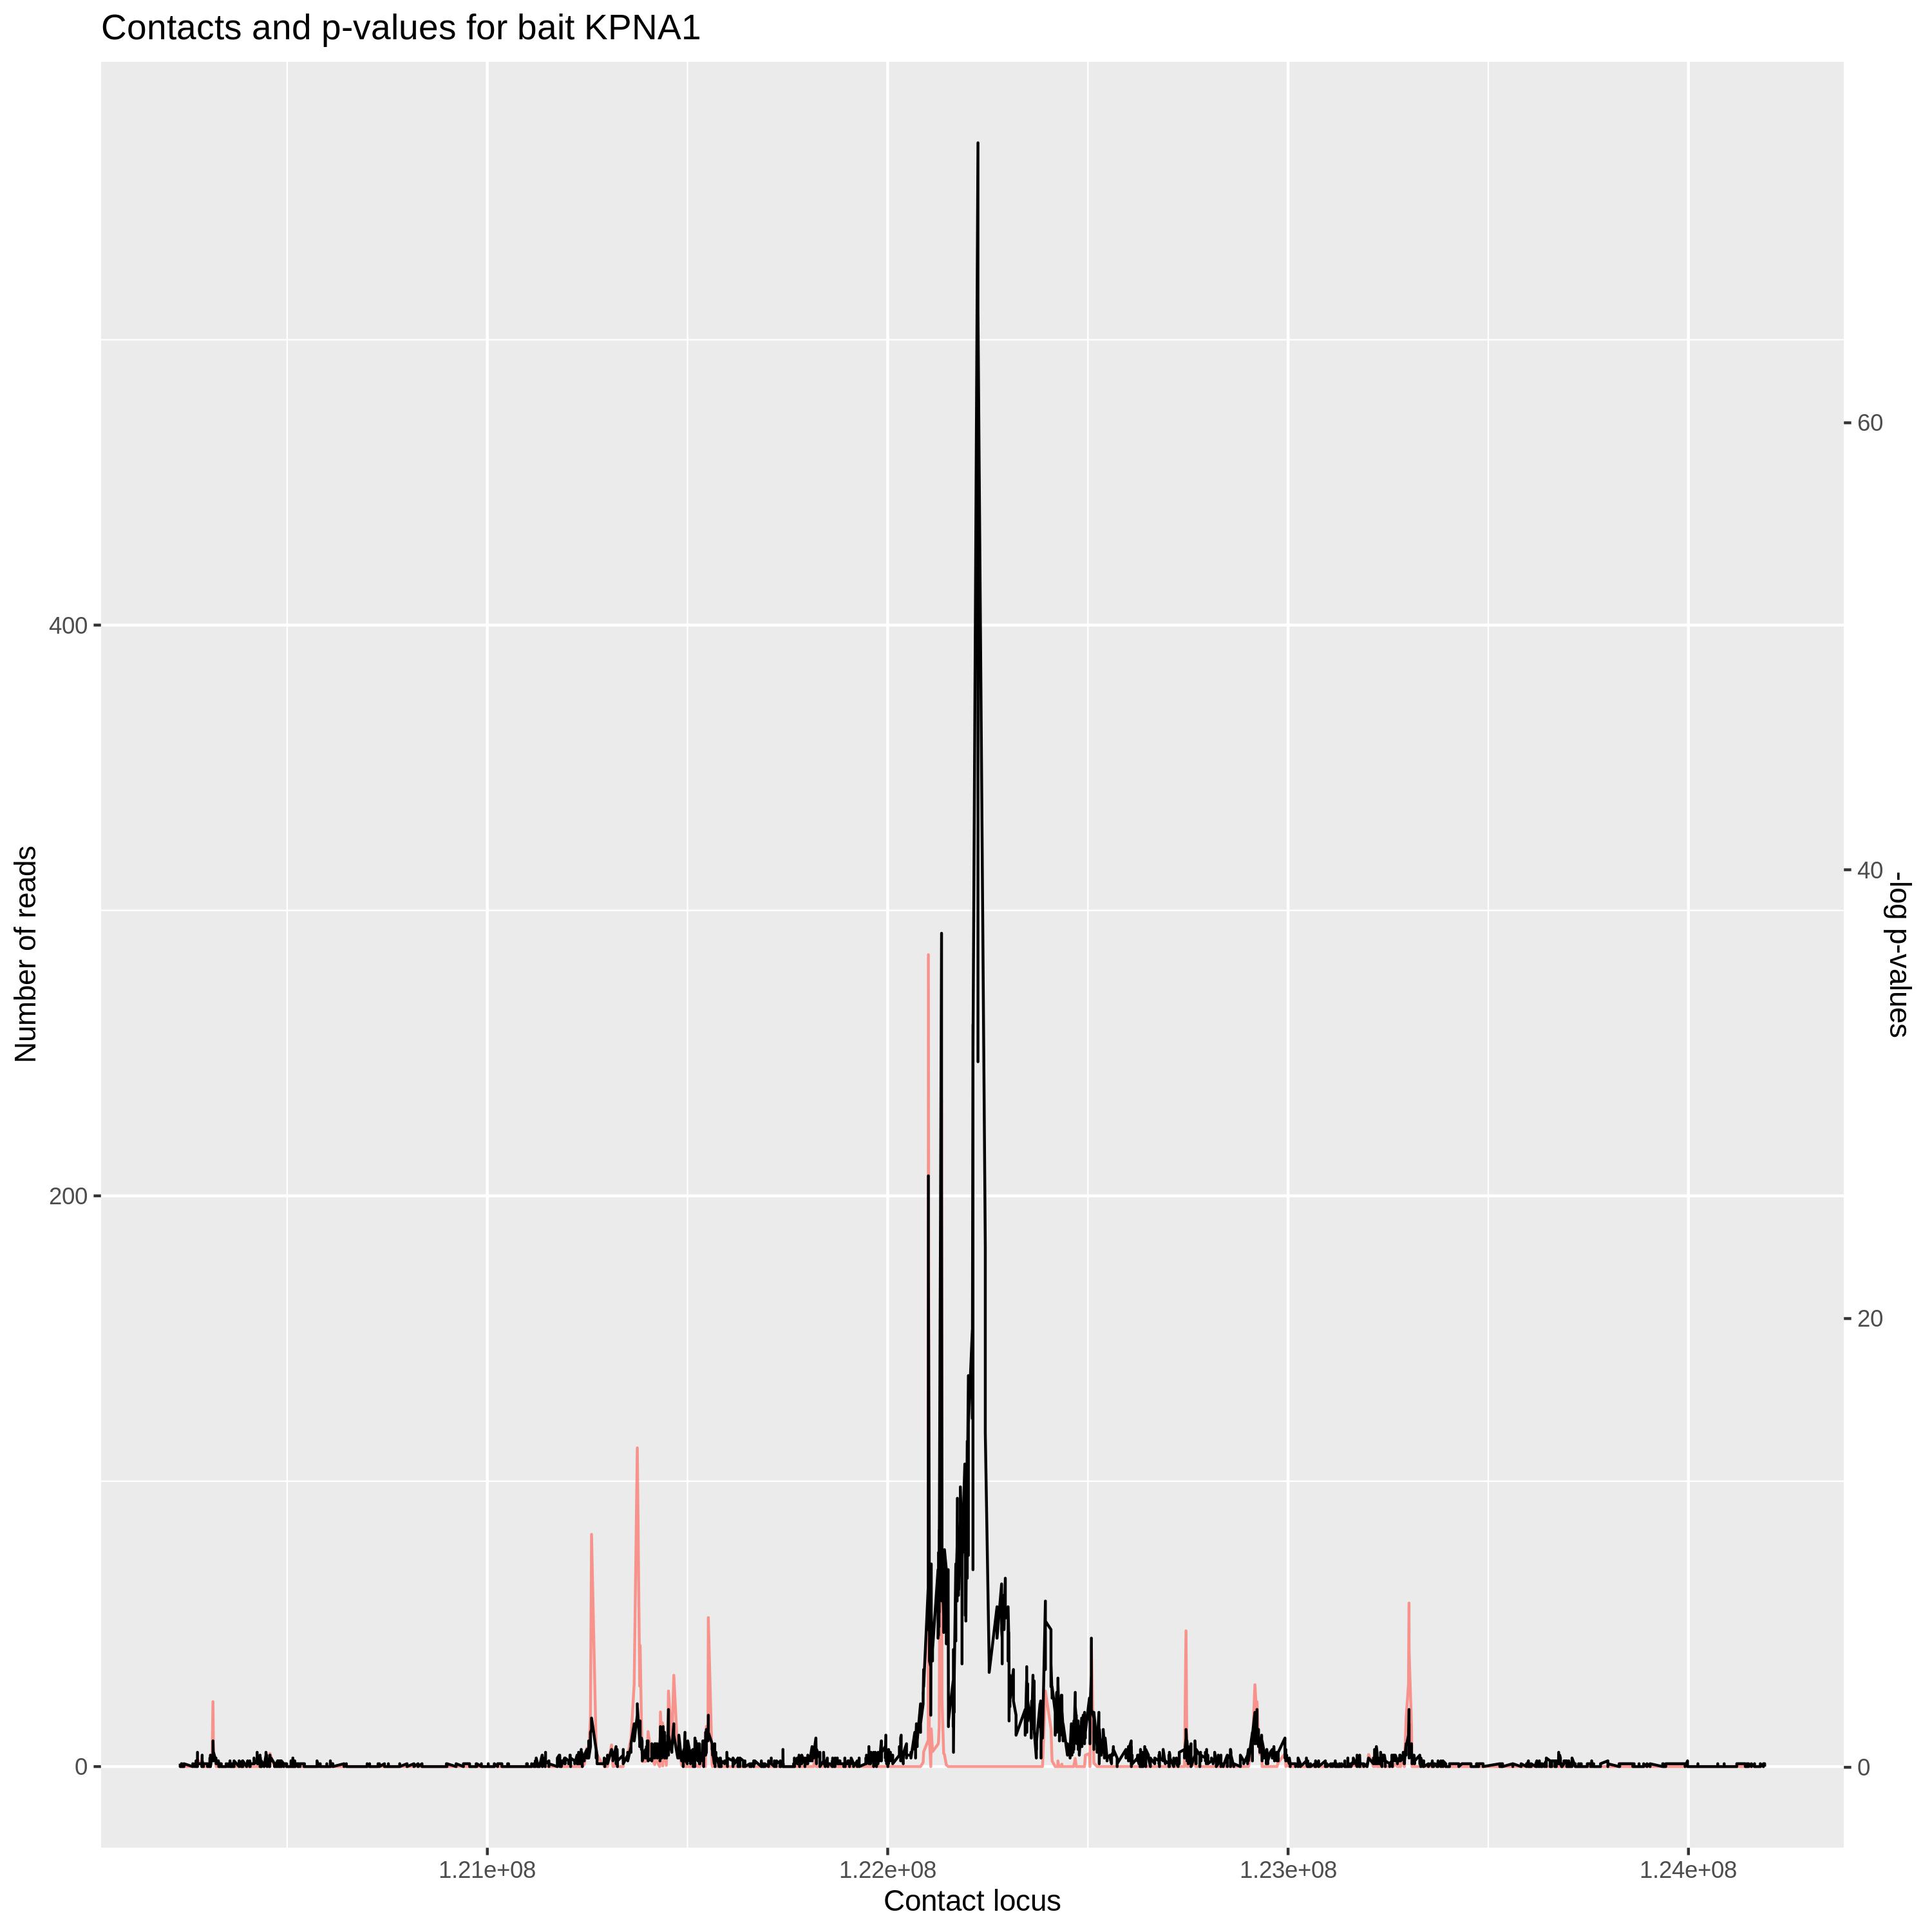 Contacts and p-values for bait KPNA1
Number of reads
400
200
0
60
40
20
0
-log p-values
1.21e+08 1.22e+08 1.23e+08 1.24e+08
Contact locus